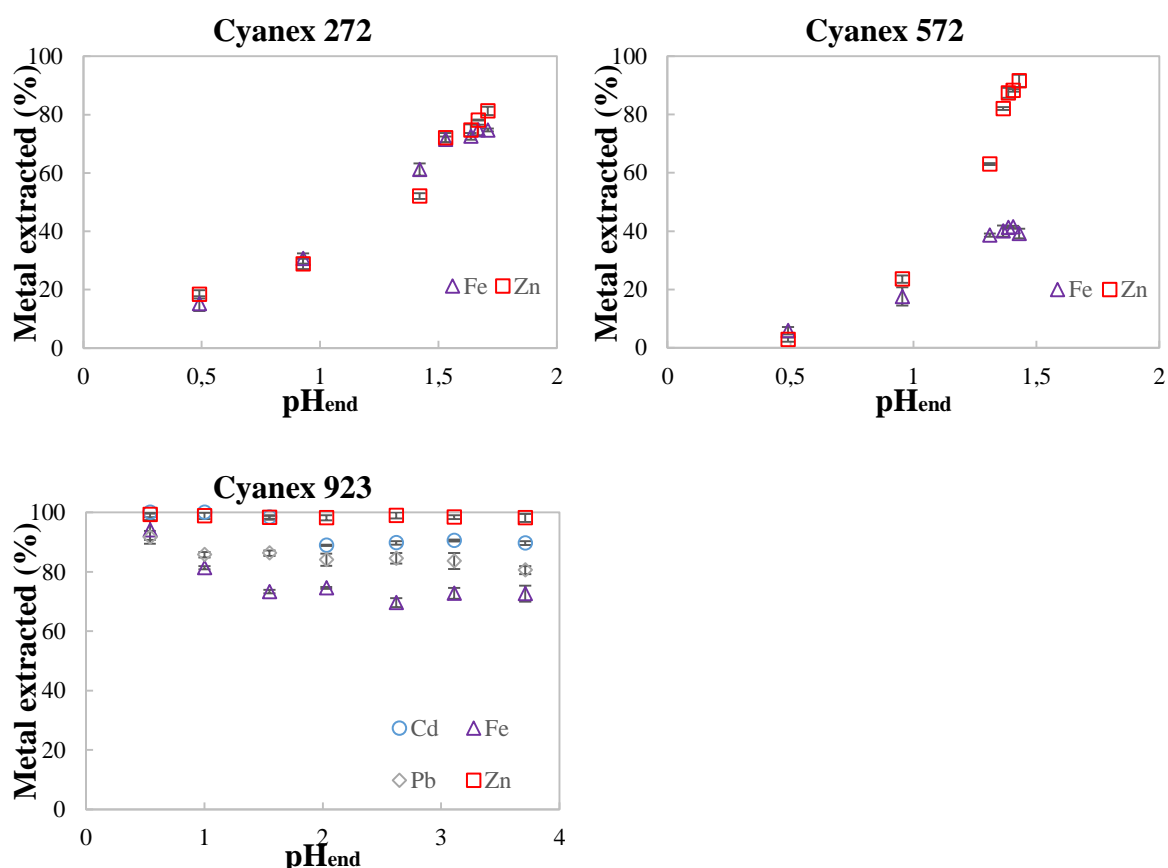 Cyanex 272
Metal extracted (%)
100
80
60
40
20
0
Fe Zn
0 0,5 1 1,5 2
pHend
Cyanex 572
Metal extracted (%)
100
80
60
40
20
0
Fe Zn
0 0,5 1 1,5 2
pHend
Cyanex 923
Metal extracted (%)
100
80
60
40
20
0
Cd Fe
Pb Zn
0 1 2 3 4
pHend